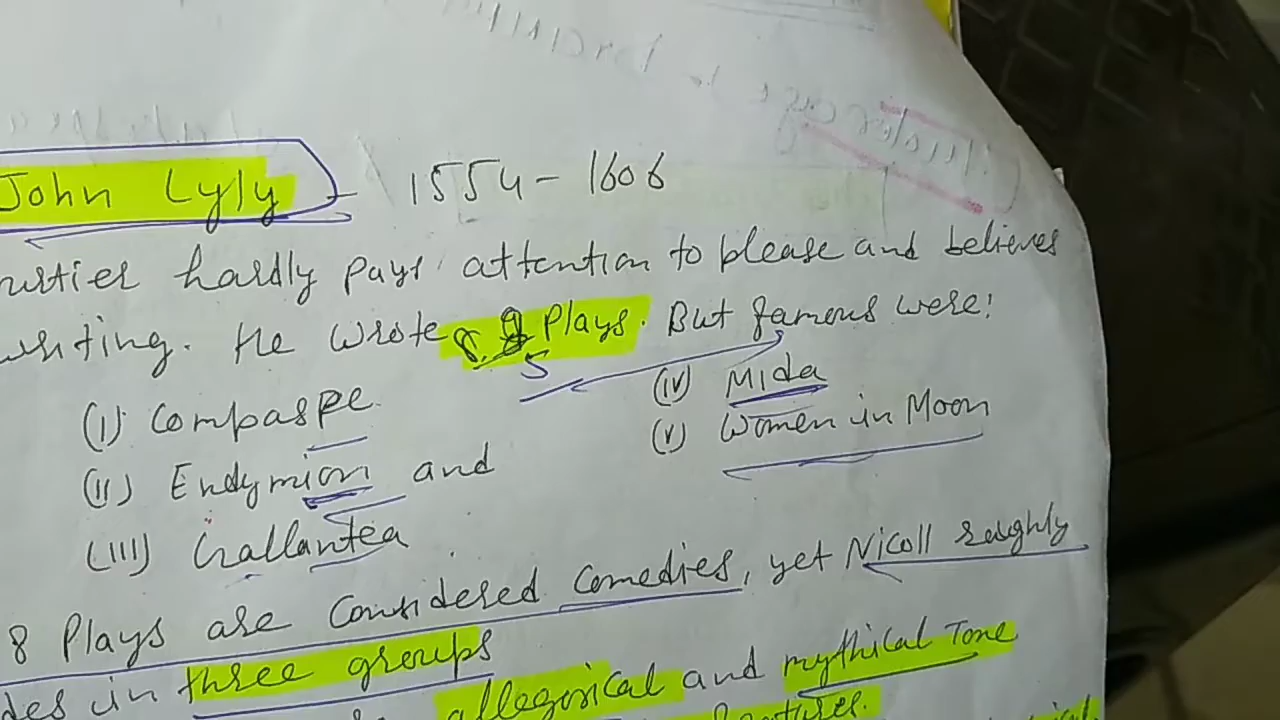 John Lyly - 1554-1606
hardly pays attention to please and believes
writing. He wrote 8 Plays. But famous were:
5
(I) Compaspe
(II) Endymion and
(III) Gallantea
(IV) Mida
(V) Women in Moon
8 Plays are Considered Comedies, yet Nicoll roughly
in three groups
allegorical and mythical Tone